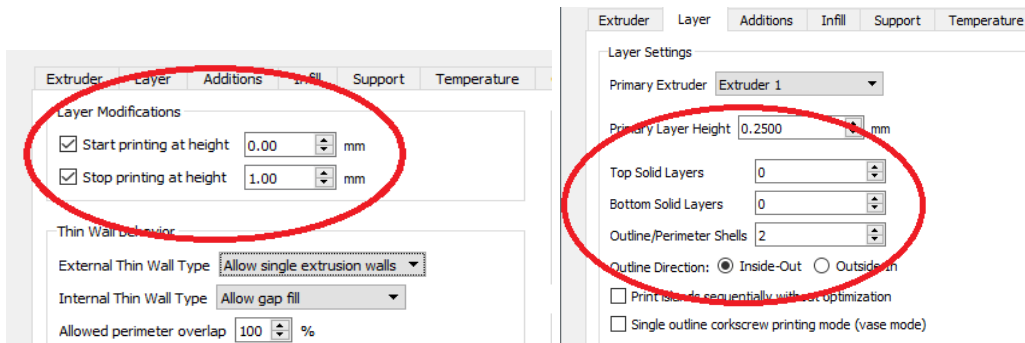 Extruder Layer Additions Infill Support Temperature
Layer Modifications
Start printing at height 0.00 mm
Stop printing at height 1.00 mm
Thin Wall Behavior
External Thin Wall Type Allow single extrusion walls
Internal Thin Wall Type Allow gap fill
Allowed perimeter overlap 100 %
Extruder Layer Additions Infill Support Temperature
Layer Settings
Primary Extruder Extruder 1
Primary Layer Height 0.2500 mm
Top Solid Layers 0
Bottom Solid Layers 0
Outline/Perimeter Shells 2
Outline Direction: Inside-Out Outside-In
Print islands sequentially without optimization
Single outline corkscrew printing mode (vase mode)